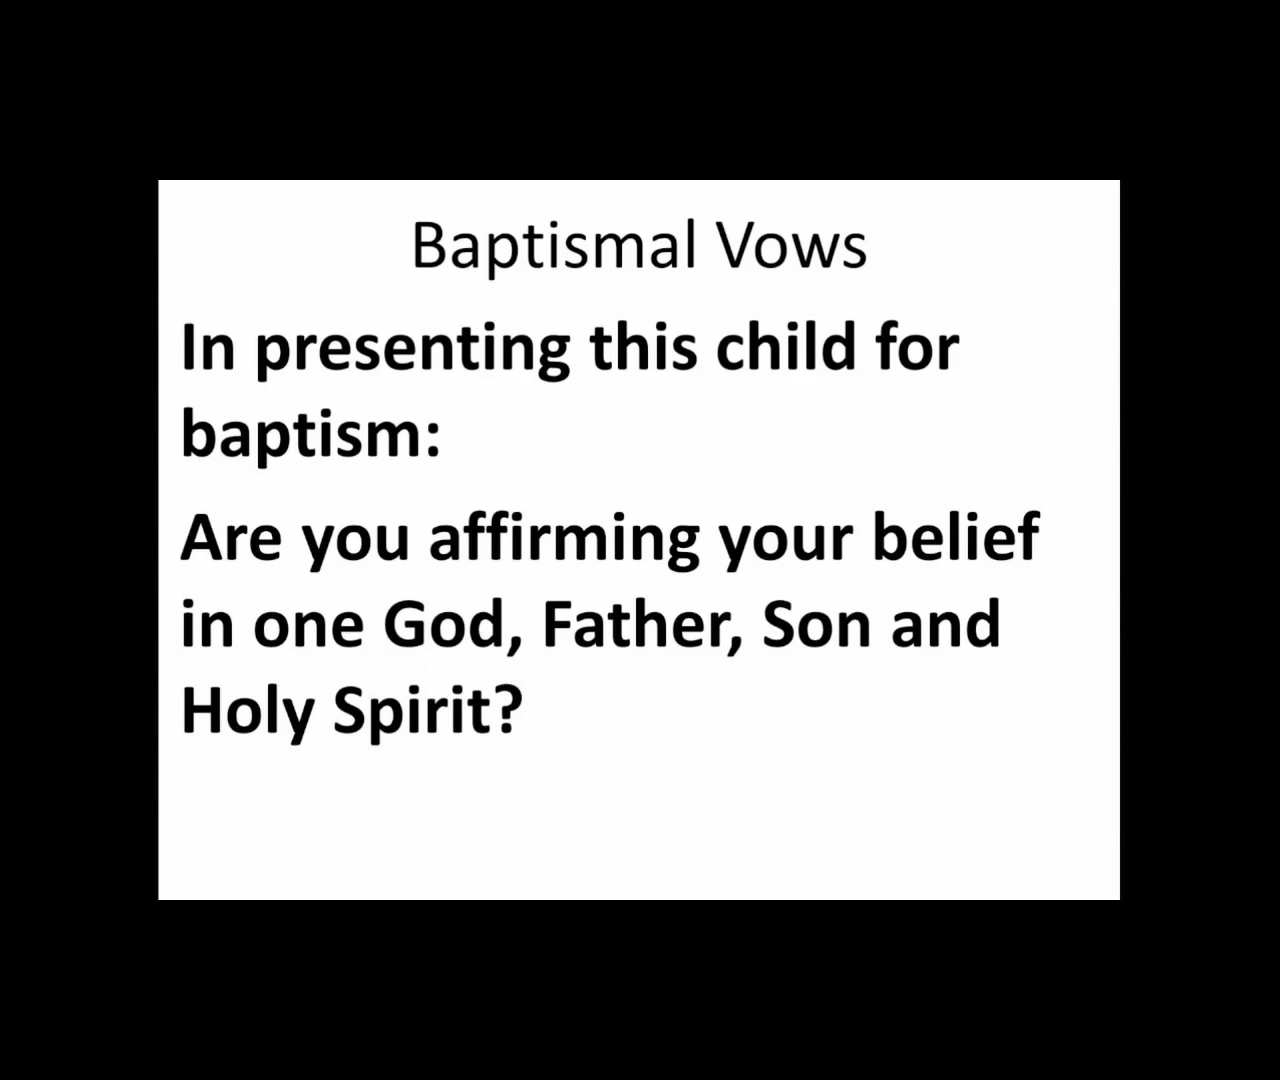 Baptismal Vows
In presenting this child for
baptism:
Are you affirming your belief
in one God, Father, Son and
Holy Spirit?